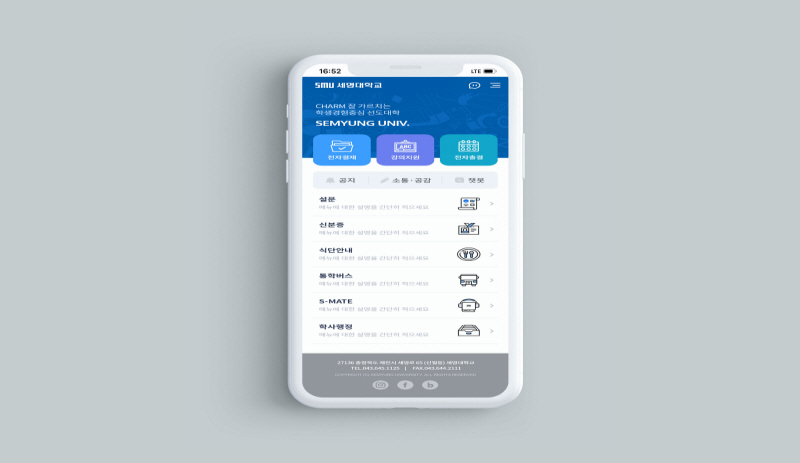 16:52
LTE
SMU 세명대학교
CHARM 잘 가르치는
학생경험중심 선도대학
SEMYUNG UNIV.
전자결재
ABC
강의지원
전자출결
공지
소통·공감
챗봇
설문
메뉴에 대한 설명을 간단히 적으세요
신분증
메뉴에 대한 설명을 간단히 적으세요
식단안내
메뉴에 대한 설명을 간단히 적으세요
통학버스
메뉴에 대한 설명을 간단히 적으세요
S-MATE
메뉴에 대한 설명을 간단히 적으세요
학사행정
메뉴에 대한 설명을 간단히 적으세요
27136 충청북도 제천시 세명로 65 (신월동) 세명대학교
TEL.043.645.1125 | FAX.043.644.2111
COPYRIGHT (C) SEMYUNG UNIVERSITY. ALL RIGHTS RESERVED.